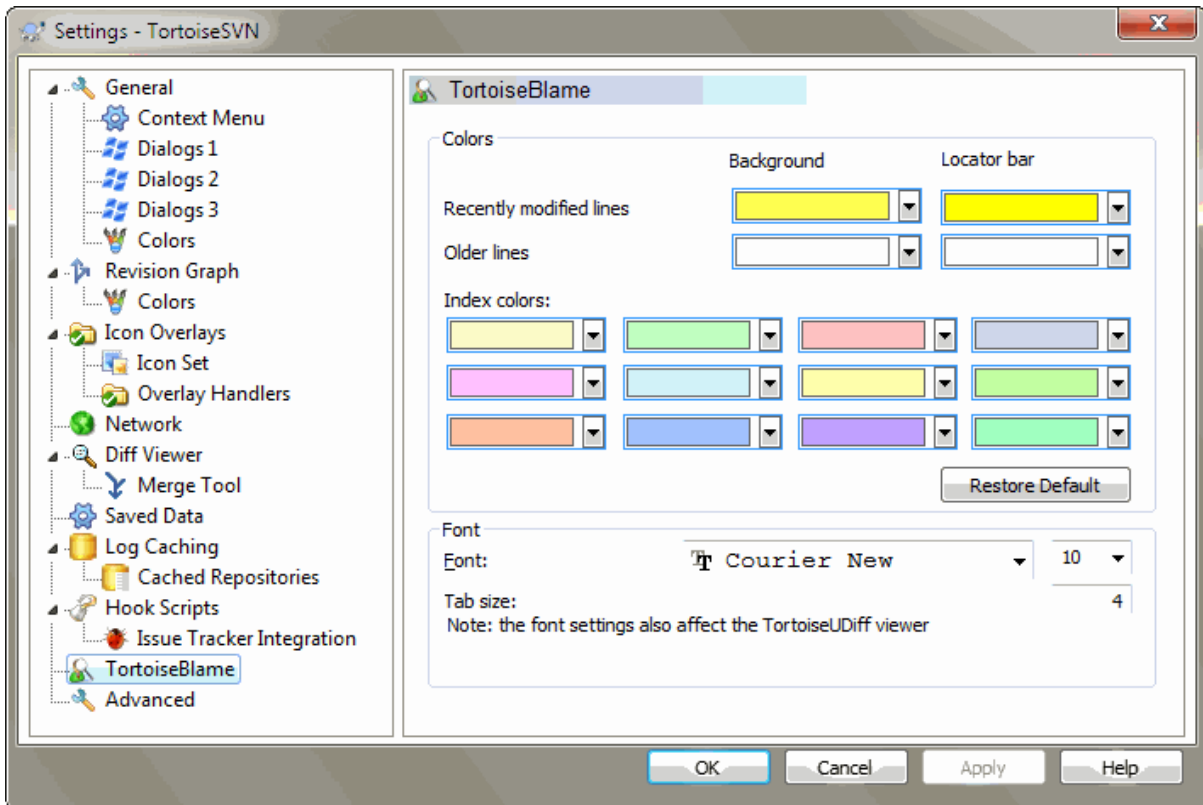 Settings - TortoiseSVN
General
Context Menu
Dialogs 1
Dialogs 2
Dialogs 3
Colors
Revision Graph
Colors
Icon Overlays
Icon Set
Overlay Handlers
Network
Diff Viewer
Merge Tool
Saved Data
Log Caching
Cached Repositories
Hook Scripts
Issue Tracker Integration
TortoiseBlame
Advanced
TortoiseBlame
Colors
Background Locator bar
Recently modified lines
Older lines
Index colors:
Restore Default
Font
Font: Courier New 10
Tab size: 4
Note: the font settings also affect the TortoiseUDiff viewer
OK Cancel Apply Help